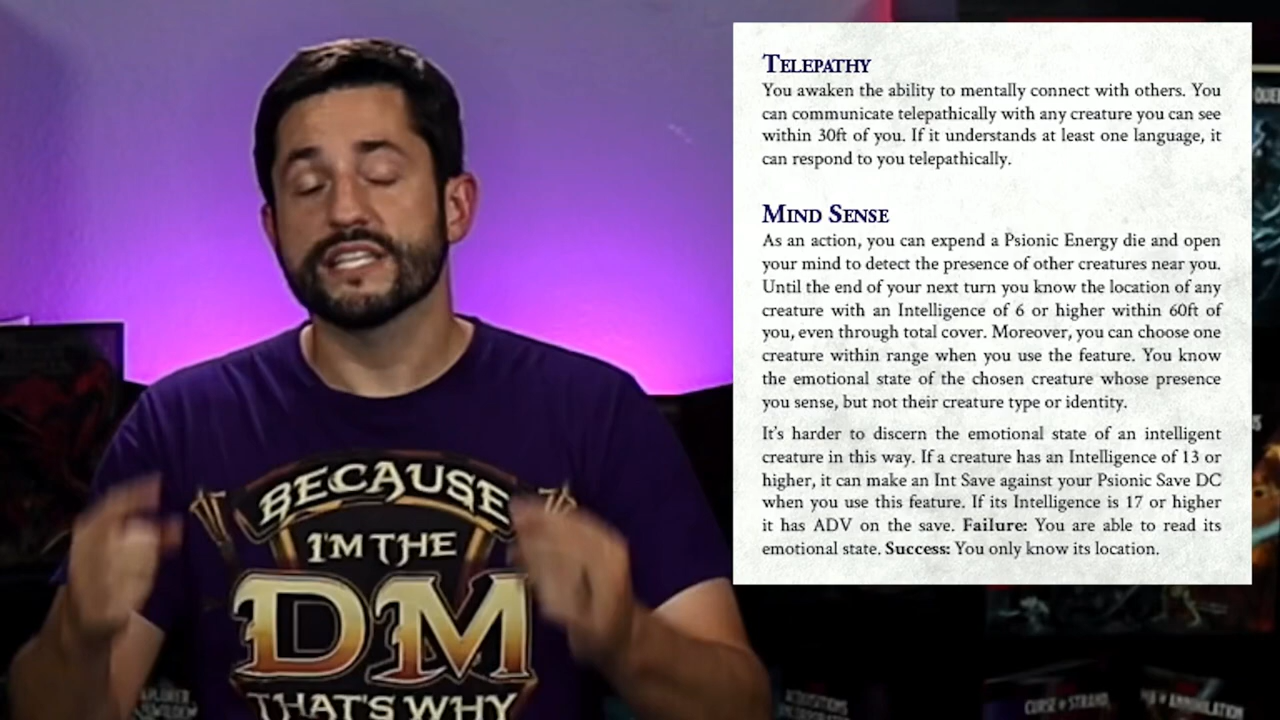 TELEPATHY
You awaken the ability to mentally connect with others. You
can communicate telepathically with any creature you can see
within 30ft of you. If it understands at least one language, it
can respond to you telepathically.
MIND SENSE
As an action, you can expend a Psionic Energy die and open
your mind to detect the presence of other creatures near you.
Until the end of your next turn you know the location of any
creature with an Intelligence of 6 or higher within 60ft of
you, even through total cover. Moreover, you can choose one
creature within range when you use the feature. You know
the emotional state of the chosen creature whose presence
you sense, but not their creature type or identity.
It's harder to discern the emotional state of an intelligent
creature in this way. If a creature has an Intelligence of 13 or
higher, it can make an Int Save against your Psionic Save DC
when you use this feature. If its Intelligence is 17 or higher
it has ADV on the save. Failure: You are able to read its
emotional state. Success: You only know its location.
BECAUSE
I'M THE
DM
THAT'S WHY
CURSE OF STRAHD